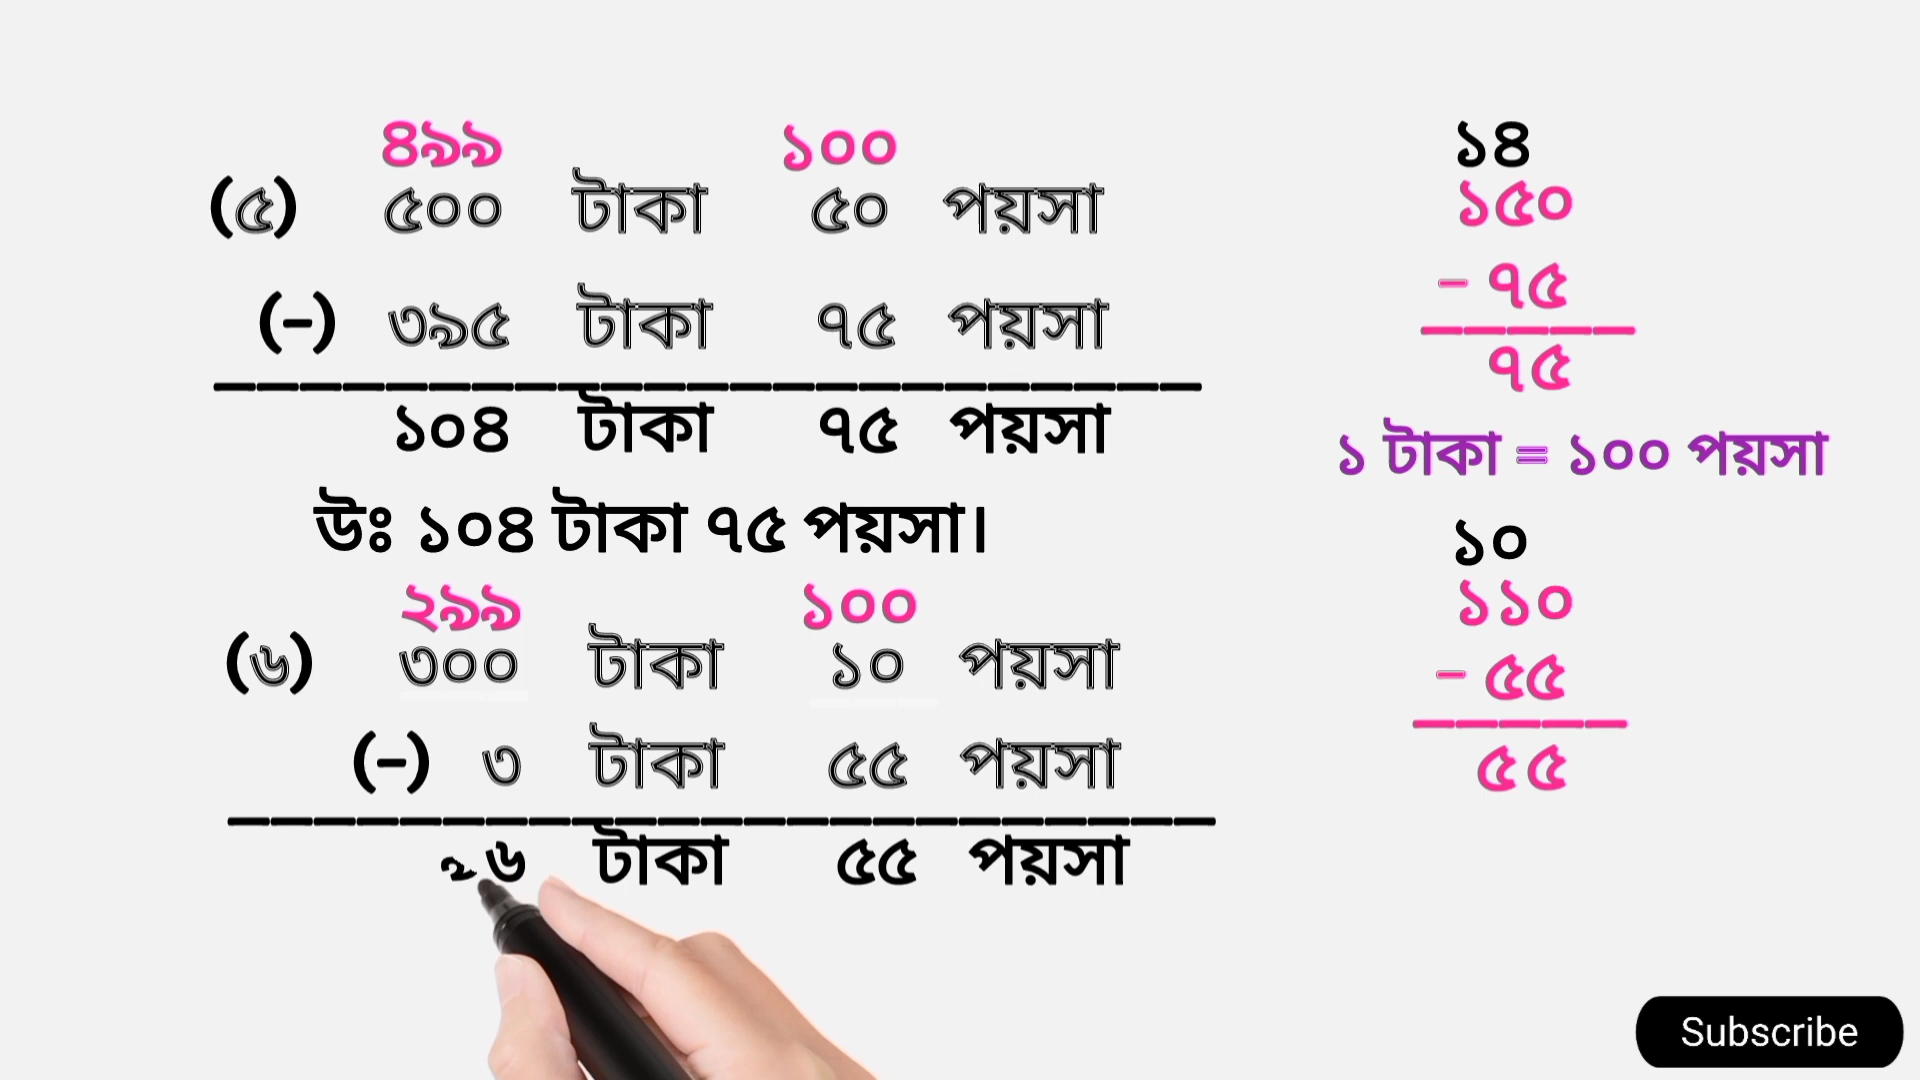 ৪৯৯ ১০০
(৫) ৫০০ টাকা ৫০ পয়সা
(-) ৩৯৫ টাকা ৭৫ পয়সা
১০৪ টাকা ৭৫ পয়সা
উঃ ১০৪ টাকা ৭৫ পয়সা।
২৯৯ ১০০
(৬) ৩০০ টাকা ১০ পয়সা
(-) ৩ টাকা ৫৫ পয়সা
৬ টাকা ৫৫ পয়সা
১৪
১৫০
- ৭৫
৭৫
১ টাকা = ১০০ পয়সা
১০
১১০
- ৫৫
৫৫
Subscribe